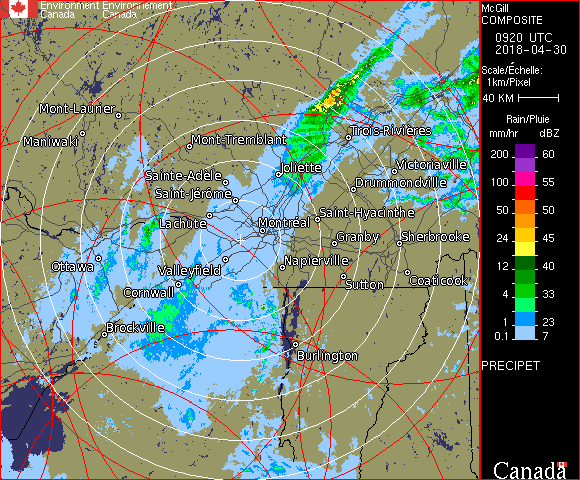 Environment Environnement
Canada Canada
McGill
COMPOSITE
0920 UTC
2018-04-30
Scale/Échelle:
1km/Pixel
40 KM
Rain/Pluie
mm/hr dBZ
200 60
150 57
100 55
50 50
24 45
12 40
4 33
1 23
0.1 7
PRECIPET
Canada
Mont-Laurier
Maniwaki
Mont-Tremblant
Trois-Rivières
Sainte-Adèle
Joliette
Victoriaville
Saint-Jérôme
Drummondville
Lachute
Montréal
Saint-Hyacinthe
Granby
Sherbrooke
Ottawa
Valleyfield
Napierville
Sutton
Coaticook
Cornwall
Brockville
Burlington